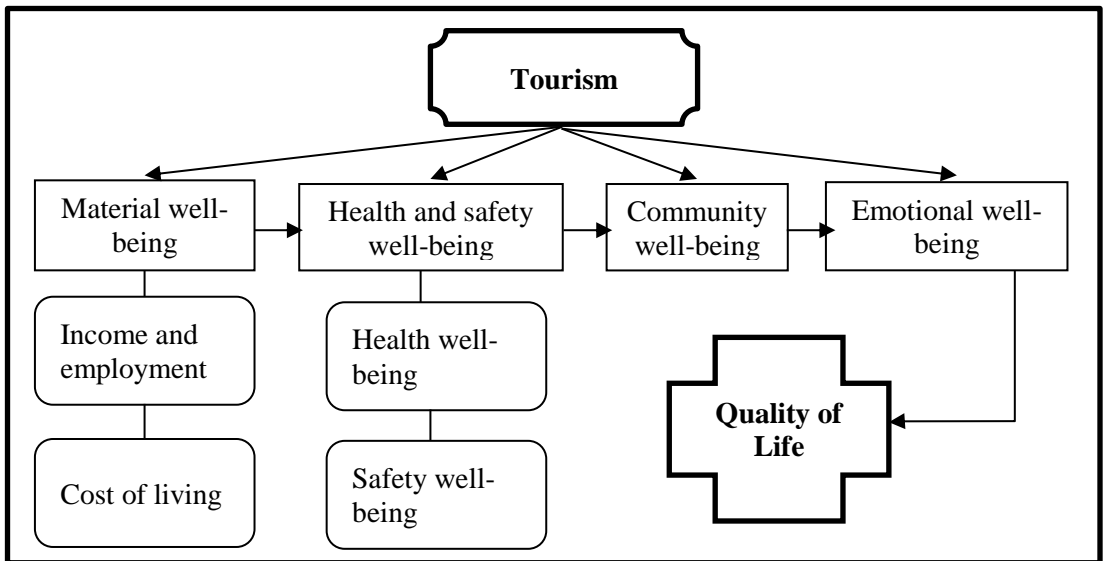 Tourism
Material well-
being
Health and safety
well-being
Community
well-being
Emotional well-
being
Income and
employment
Health well-
being
Quality of
Life
Cost of living
Safety well-
being